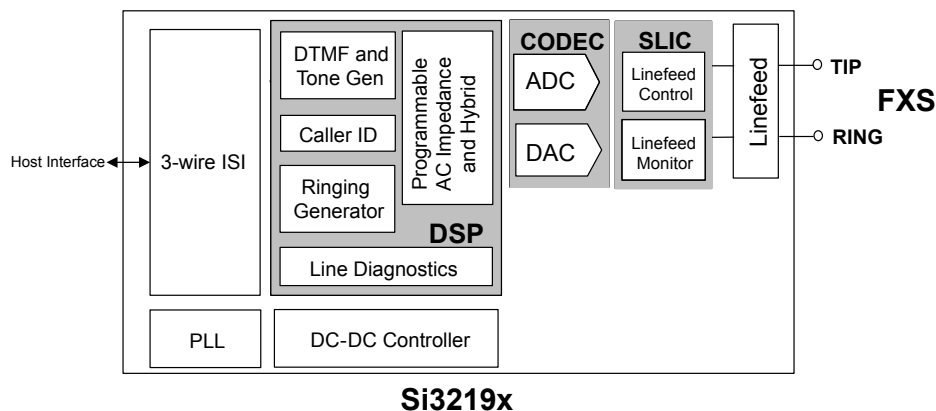 Host Interface
3-wire ISI
DTMF and
Tone Gen
Caller ID
Ringing
Generator
Programmable
AC Impedance
and Hybrid
DSP
Line Diagnostics
CODEC
ADC
DAC
SLIC
Linefeed
Control
Linefeed
Monitor
Linefeed
TIP
FXS
RING
PLL
DC-DC Controller
Si3219x